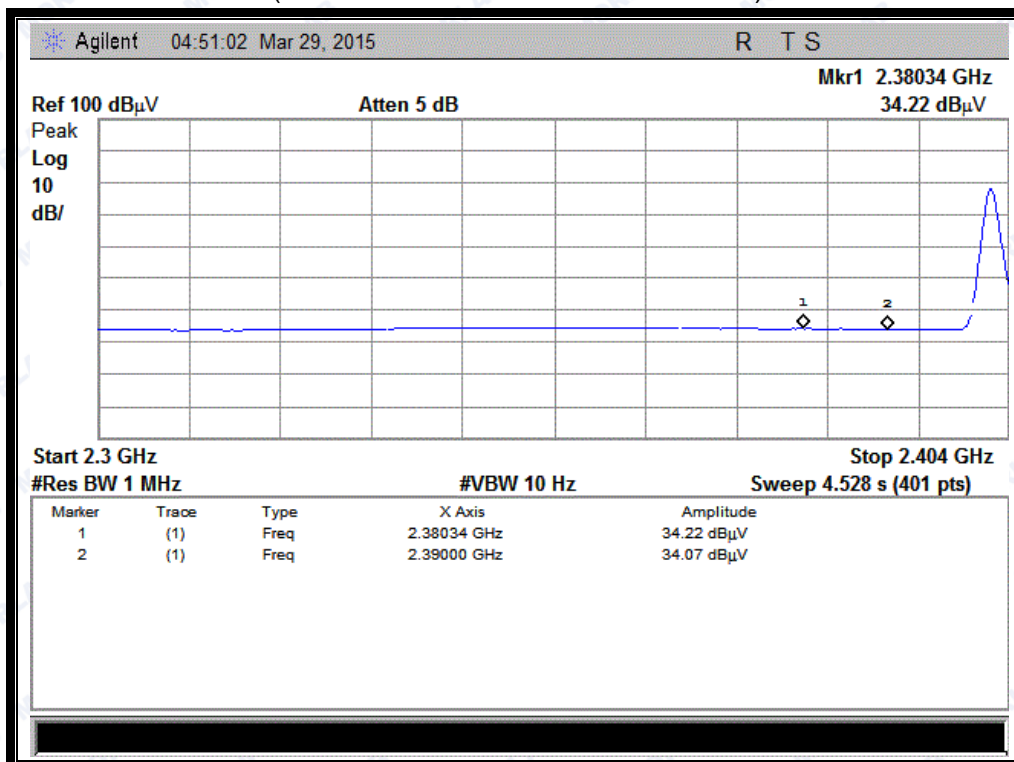 Agilent 04:51:02 Mar 29, 2015 R T S
Mkr1 2.38034 GHz
Ref 100 dBµV Atten 5 dB 34.22 dBµV
Peak
Log
10
dB/
1 2
Start 2.3 GHz Stop 2.404 GHz
#Res BW 1 MHz #VBW 10 Hz Sweep 4.528 s (401 pts)
Marker Trace Type X Axis Amplitude
1 (1) Freq 2.38034 GHz 34.22 dBµV
2 (1) Freq 2.39000 GHz 34.07 dBµV